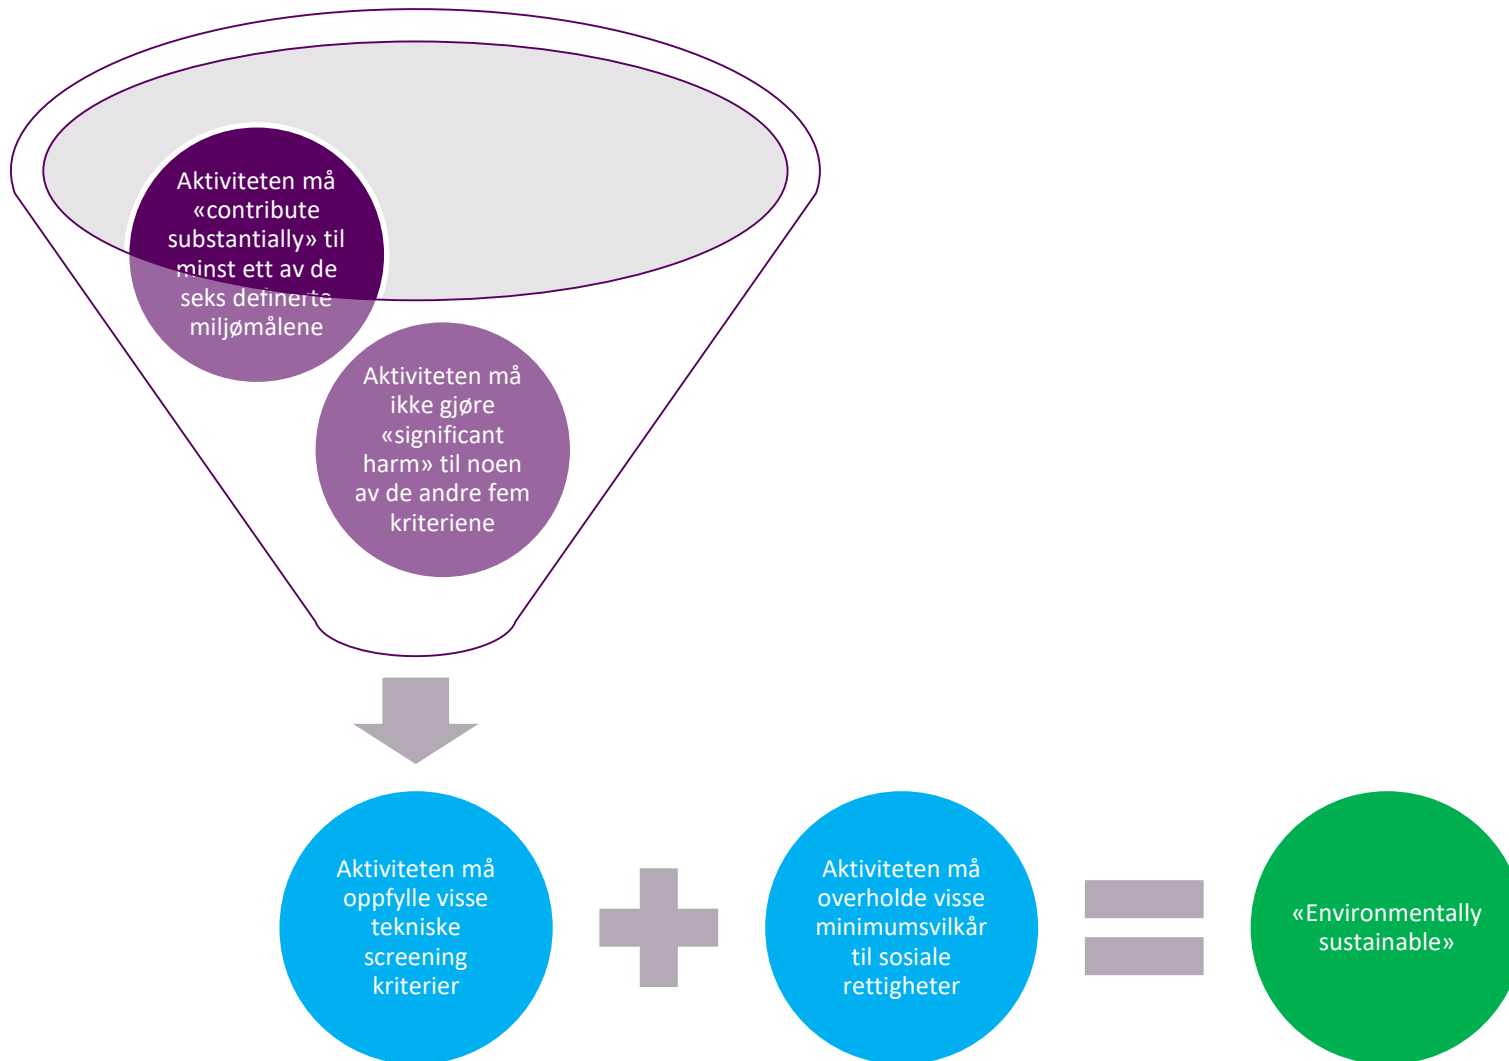 Aktiviteten må
«contribute
substantially» til
minst ett av de
seks definerte
miljømålene
Aktiviteten må
ikke gjøre
«significant
harm» til noen
av de andre fem
kriteriene
Aktiviteten må
oppfylle visse
tekniske
screening
kriterier
Aktiviteten må
overholde visse
minimumsvilkår
til sosiale
rettigheter
«Environmentally
sustainable»